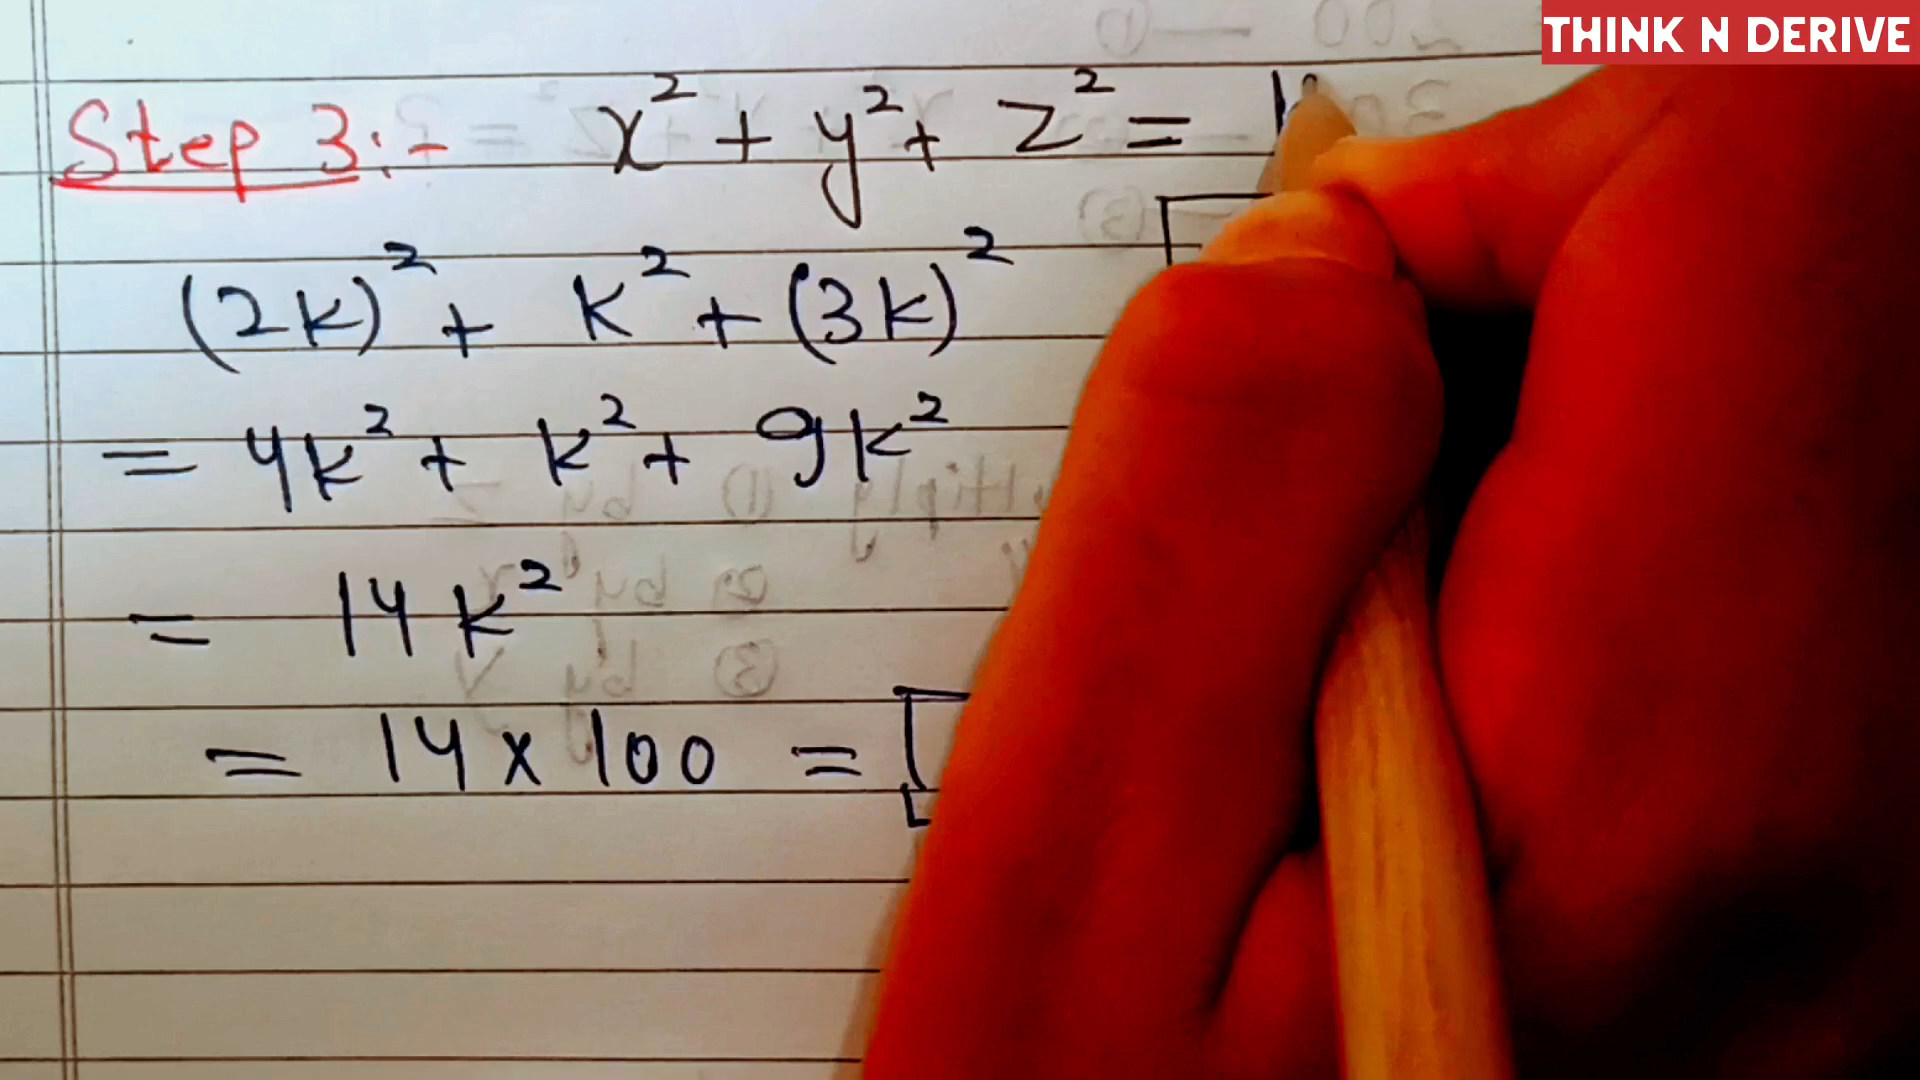 THINK N DERIVE
Step 3:- x² + y² + z² =
(2k)² + k² + (3k)²
= 4k² + k² + 9k²
= 14k²
= 14 x 100 =